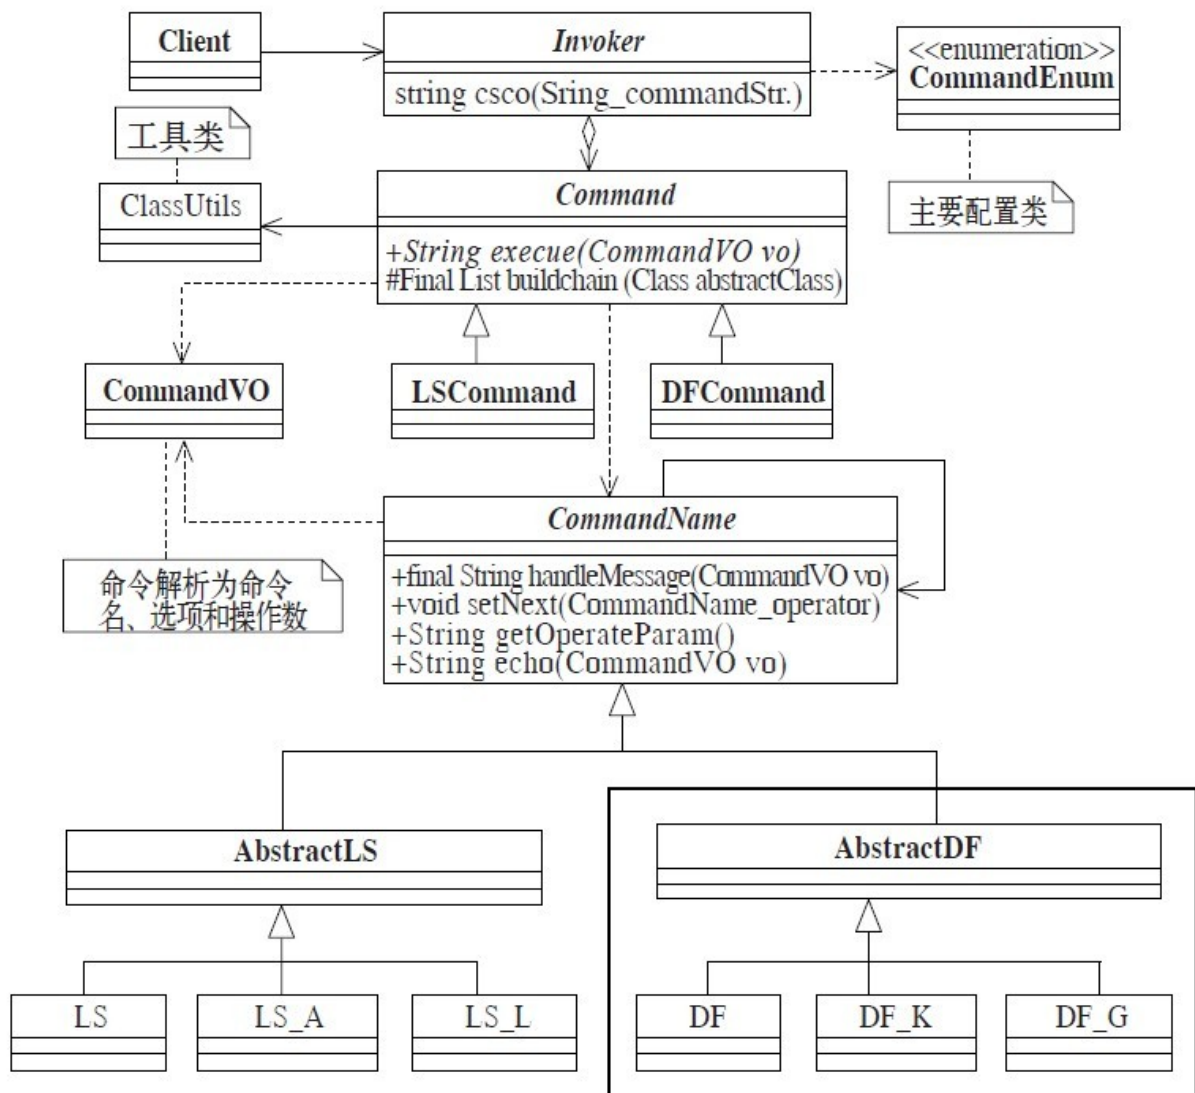 Client
Invoker
string csco(Sring_commandStr.)
<<enumeration>>
CommandEnum
工具类
主要配置类
ClassUtils
Command
+String execue(CommandVO vo)
#Final List buildchain (Class abstractClass)
CommandVO
LSCommand
DFCommand
命令解析为命令
名、选项和操作数
CommandName
+final String handleMessage(CommandVO vo)
+void setNext(CommandName_operator)
+String getOperateParam()
+String echo(CommandVO vo)
AbstractLS
AbstractDF
LS
LS_A
LS_L
DF
DF_K
DF_G